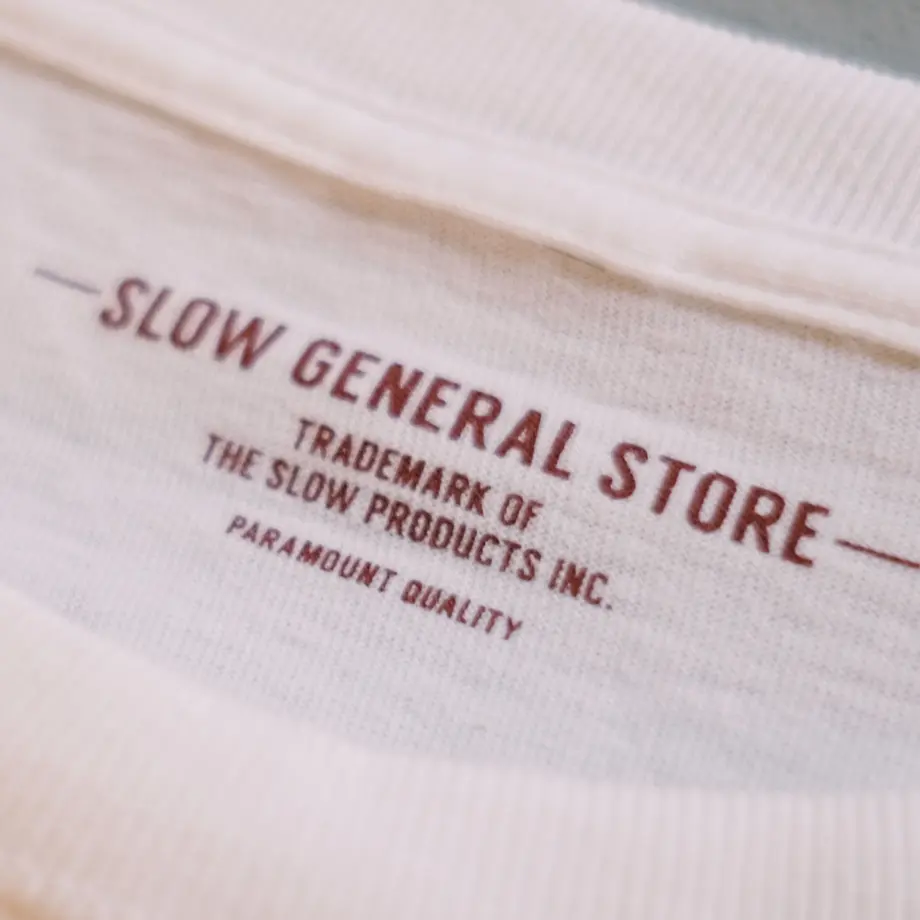 SLOW GENERAL STORE
TRADEMARK OF
THE SLOW PRODUCTS INC.
PARAMOUNT QUALITY